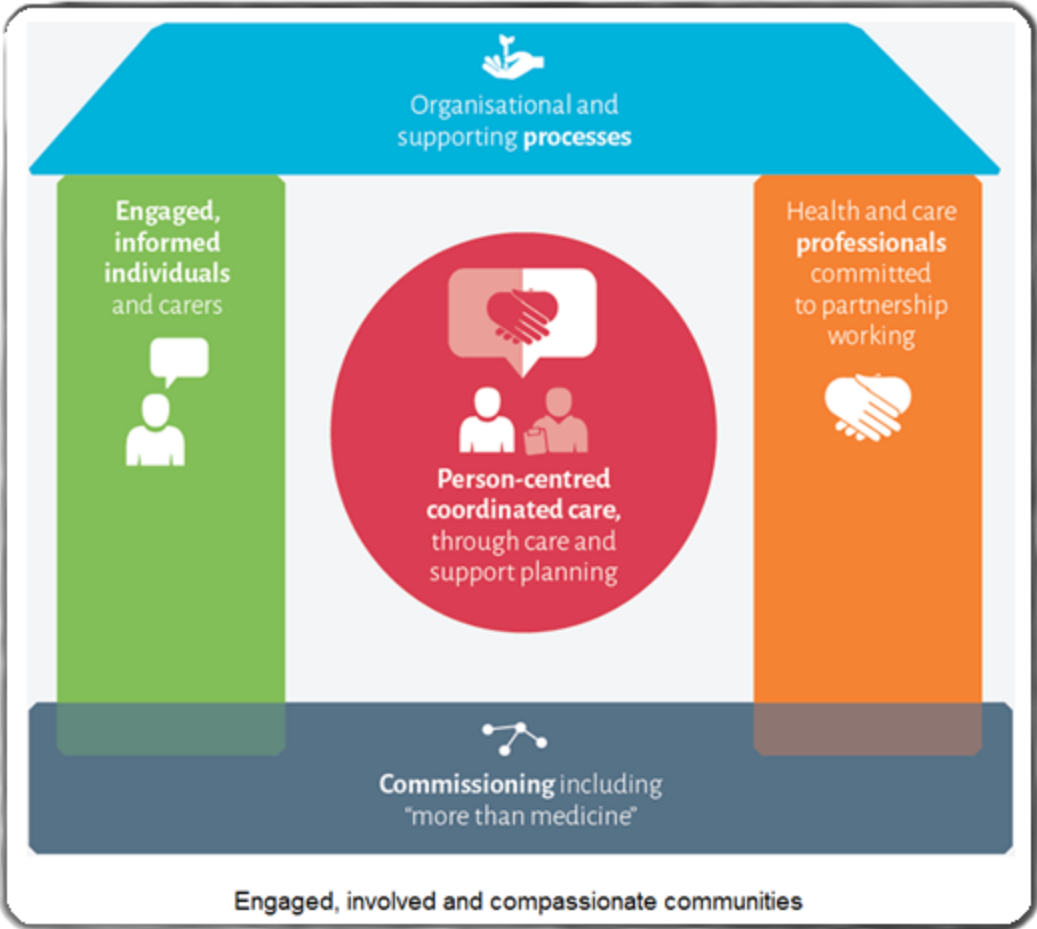 Organisational and
supporting processes
Engaged,
informed
individuals
and carers
Health and care
professionals
committed
to partnership
working
Person-centred
coordinated care,
through care and
support planning
Commissioning including
“more than medicine”
Engaged, involved and compassionate communities